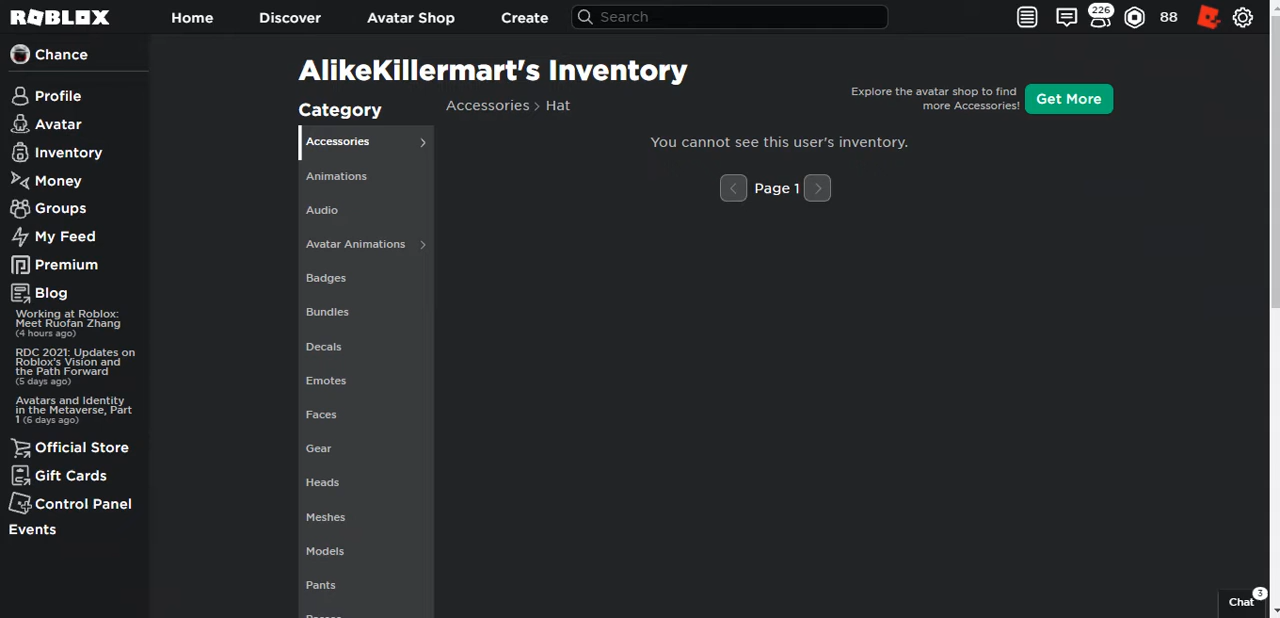 ROBLOX
Home
Discover
Avatar Shop
Create
Search
226
88
Chance
Profile
Avatar
Inventory
Money
Groups
My Feed
Premium
Blog
Working at Roblox:
Meet Ruofan Zhang
(4 hours ago)
RDC 2021: Updates on
Roblox's Vision and
the Path Forward
(5 days ago)
Avatars and Identity
in the Metaverse, Part
1 (6 days ago)
Official Store
Gift Cards
Control Panel
Events
AlikeKillermart's Inventory
Category
Accessories
Animations
Audio
Avatar Animations
Badges
Bundles
Decals
Emotes
Faces
Gear
Heads
Meshes
Models
Pants
Accessories > Hat
Explore the avatar shop to find
more Accessories!
Get More
You cannot see this user's inventory.
Page 1
Chat
3